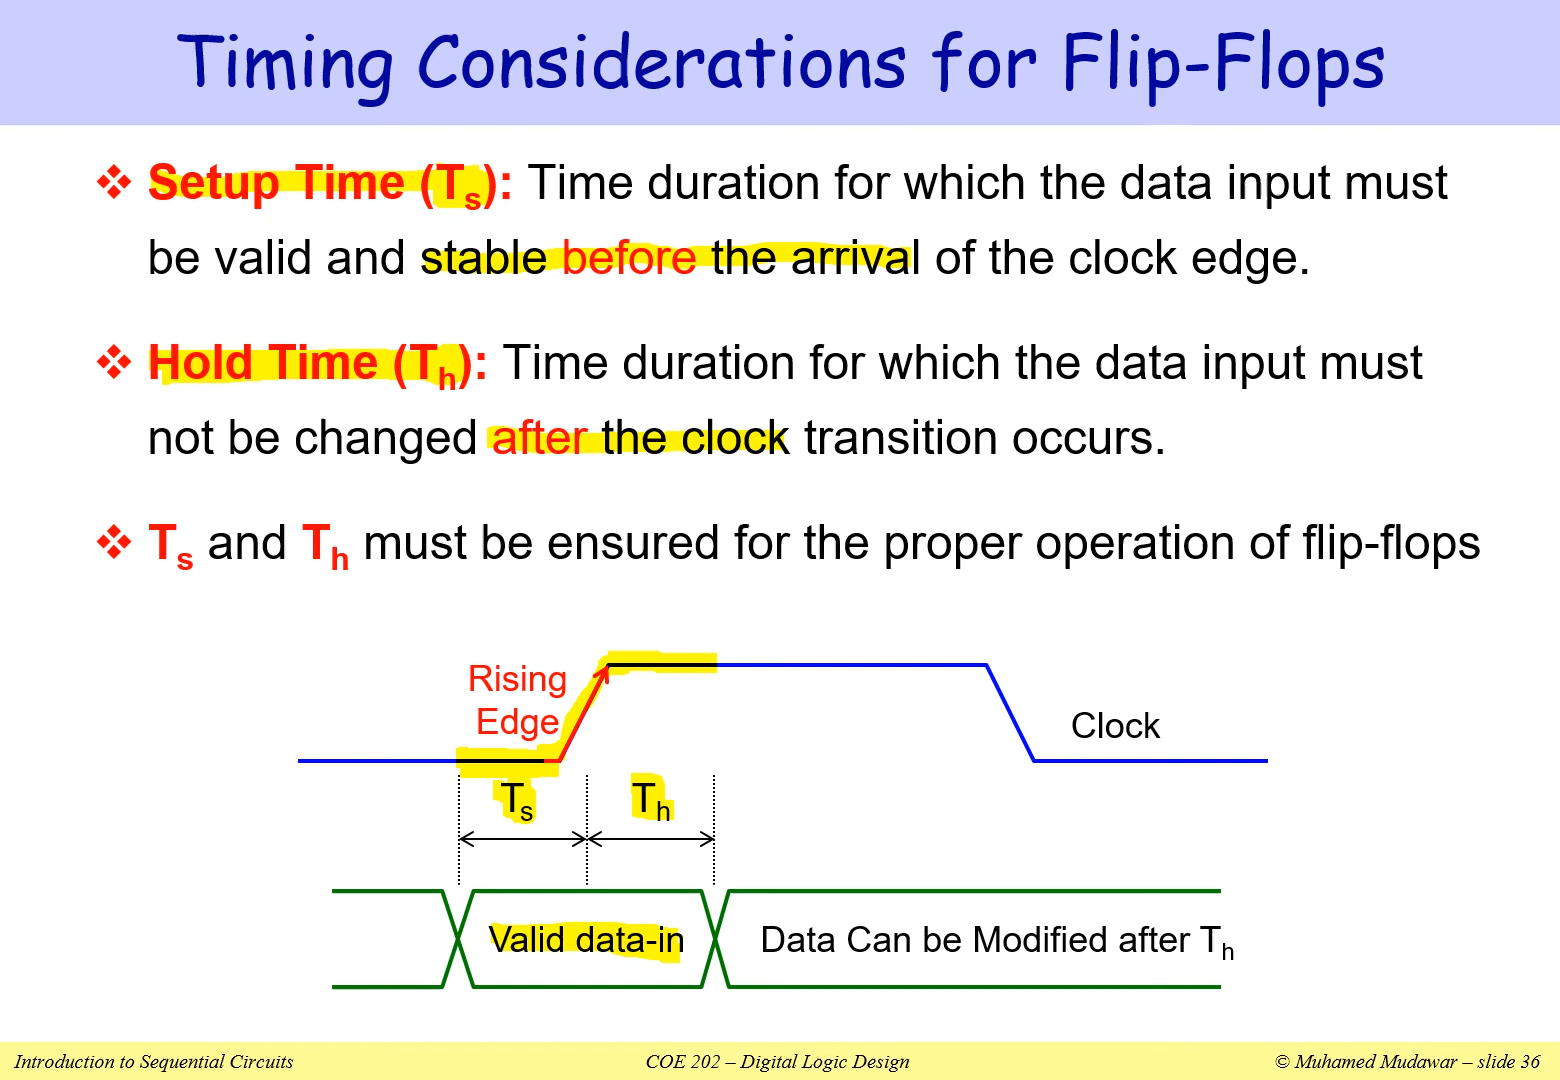 Timing Considerations for Flip-Flops
❖ Setup Time (Ts): Time duration for which the data input must
be valid and stable before the arrival of the clock edge.
❖ Hold Time (Th): Time duration for which the data input must
not be changed after the clock transition occurs.
❖ Ts and Th must be ensured for the proper operation of flip-flops
Rising
Edge
Clock
Ts
Th
Valid data-in
Data Can be Modified after Th
Introduction to Sequential Circuits
COE 202 – Digital Logic Design
© Muhamed Mudawar – slide 36